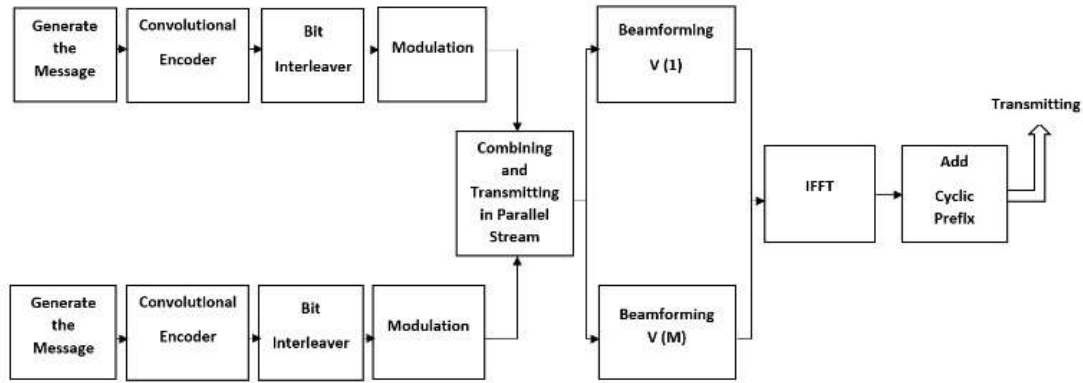 Generate
the
Message
Convolutional
Encoder
Bit
Interleaver
Modulation
Combining
and
Transmitting
in Parallel
Stream
Beamforming
V (1)
IFFT
Add
Cyclic
Prefix
Transmitting
Generate
the
Message
Convolutional
Encoder
Bit
Interleaver
Modulation
Beamforming
V (M)